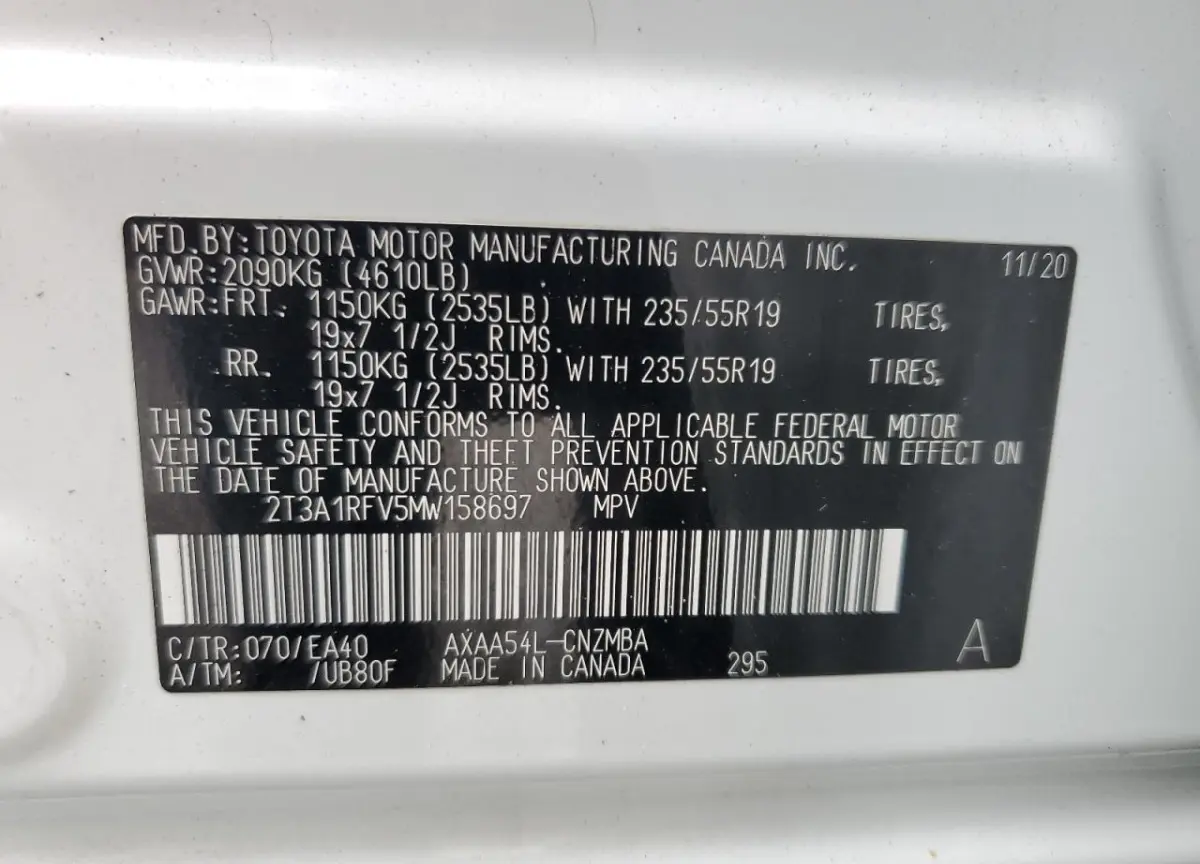 MFD.BY:TOYOTA MOTOR MANUFACTURING CANADA INC. 11/20
GVWR:2090KG (4610LB)
GAWR:FRT. 1150KG (2535LB) WITH 235/55R19 TIRES,
19x7 1/2J RIMS.
RR. 1150KG (2535LB) WITH 235/55R19 TIRES,
19x7 1/2J RIMS.
THIS VEHICLE CONFORMS TO ALL APPLICABLE FEDERAL MOTOR
VEHICLE SAFETY AND THEFT PREVENTION STANDARDS IN EFFECT ON
THE DATE OF MANUFACTURE SHOWN ABOVE.
2T3A1RFV5MW158697 MPV
C/TR:070/EA40 AXAA54L-CNZMBA A
A/TM: /UB80F MADE IN CANADA 295